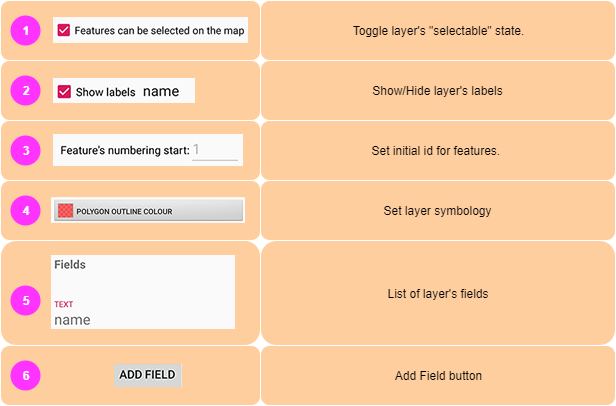 1 Features can be selected on the map Toggle layer's "selectable" state.
2 Show labels name Show/Hide layer's labels
3 Feature's numbering start: 1 Set initial id for features.
4 POLYGON OUTLINE COLOUR Set layer symbology
Fields
5 List of layer's fields
TEXT
name
6 ADD FIELD Add Field button